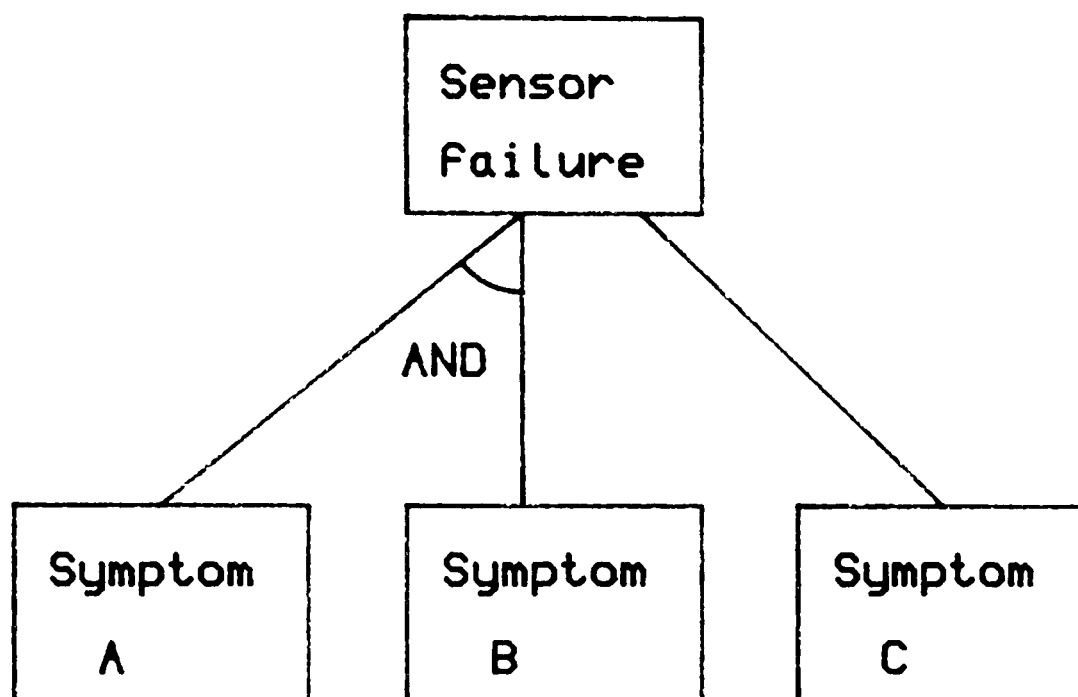 Sensor
Failure
AND
Symptom
A
Symptom
B
Symptom
C